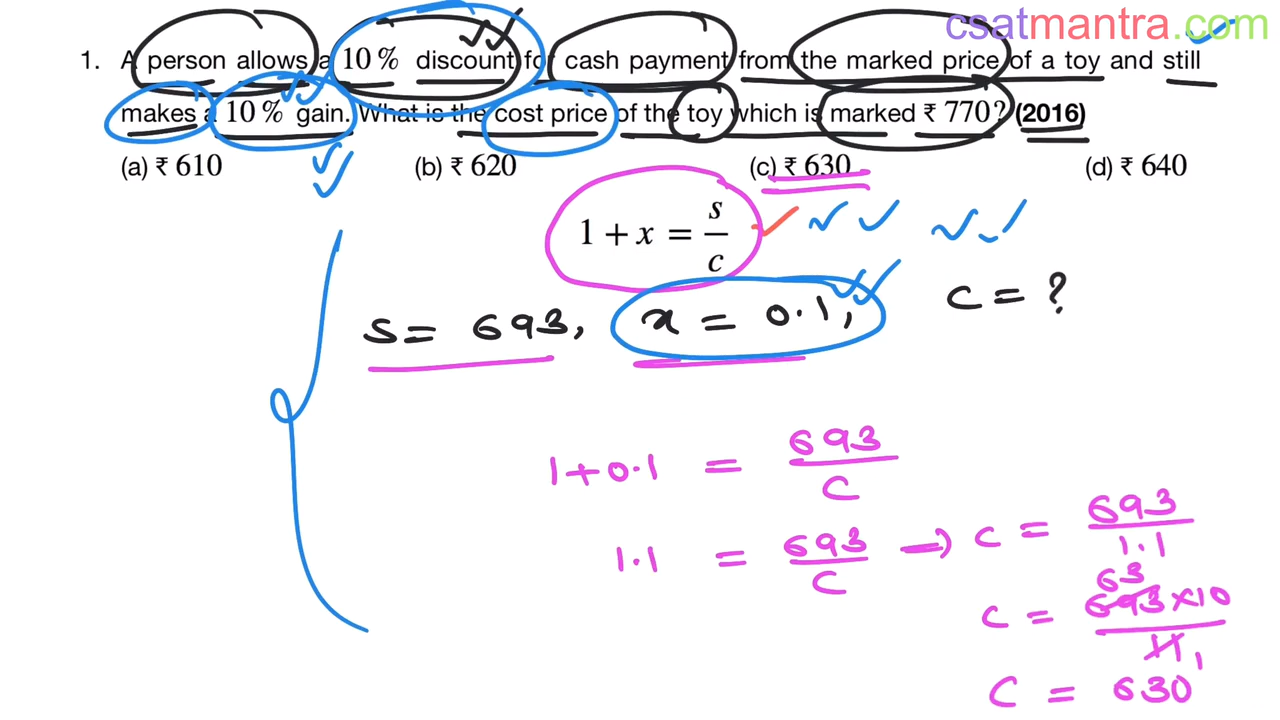 csatmantra.com
1. A person allows a 10 % discount for cash payment from the marked price of a toy and still
makes a 10 % gain. What is the cost price of the toy which is marked ₹ 770? (2016)
(a) ₹ 610 (b) ₹ 620 (c) ₹ 630 (d) ₹ 640
1 + x = s/c
s = 693, x = 0.1, c = ?
1+0.1 = 693/c
1.1 = 693/c → c = 693/1.1
63
c = 693×10/11 1
c = 630